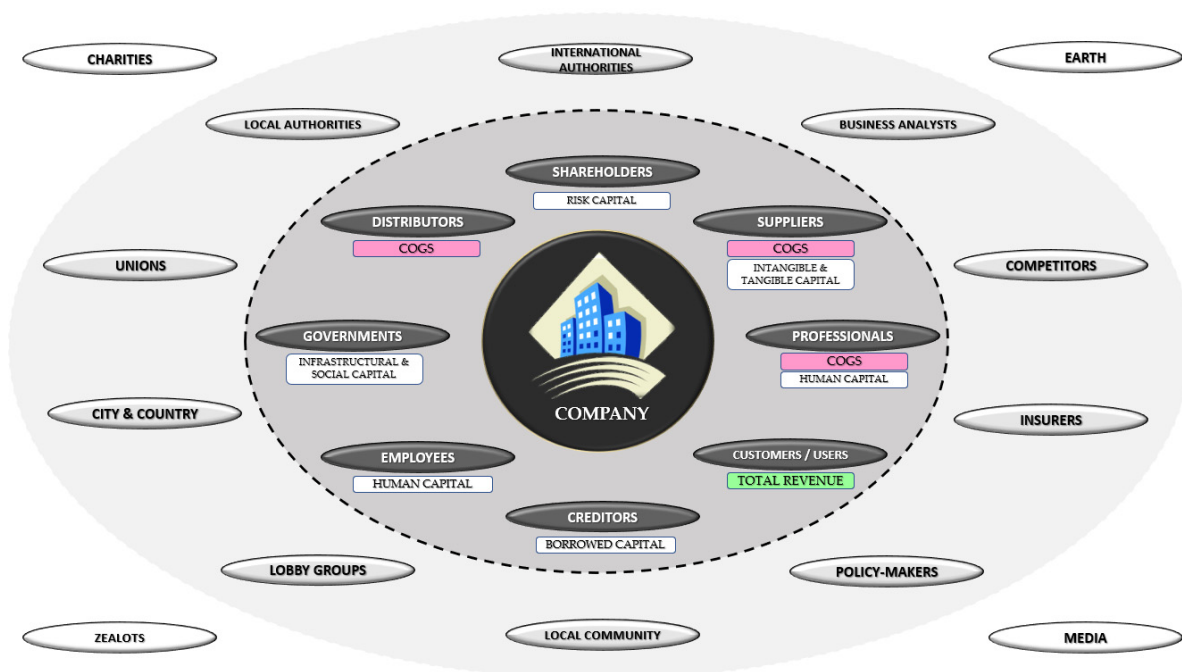 CHARITIES
INTERNATIONAL
AUTHORITIES
EARTH
LOCAL AUTHORITIES
BUSINESS ANALYSTS
SHAREHOLDERS
RISK CAPITAL
DISTRIBUTORS
COGS
SUPPLIERS
COGS
INTANGIBLE &
TANGIBLE CAPITAL
UNIONS
COMPETITORS
GOVERNMENTS
INFRASTRUCTURAL &
SOCIAL CAPITAL
PROFESSIONALS
COGS
HUMAN CAPITAL
COMPANY
CITY & COUNTRY
INSURERS
EMPLOYEES
HUMAN CAPITAL
CUSTOMERS / USERS
TOTAL REVENUE
CREDITORS
BORROWED CAPITAL
LOBBY GROUPS
POLICY-MAKERS
ZEALOTS
LOCAL COMMUNITY
MEDIA